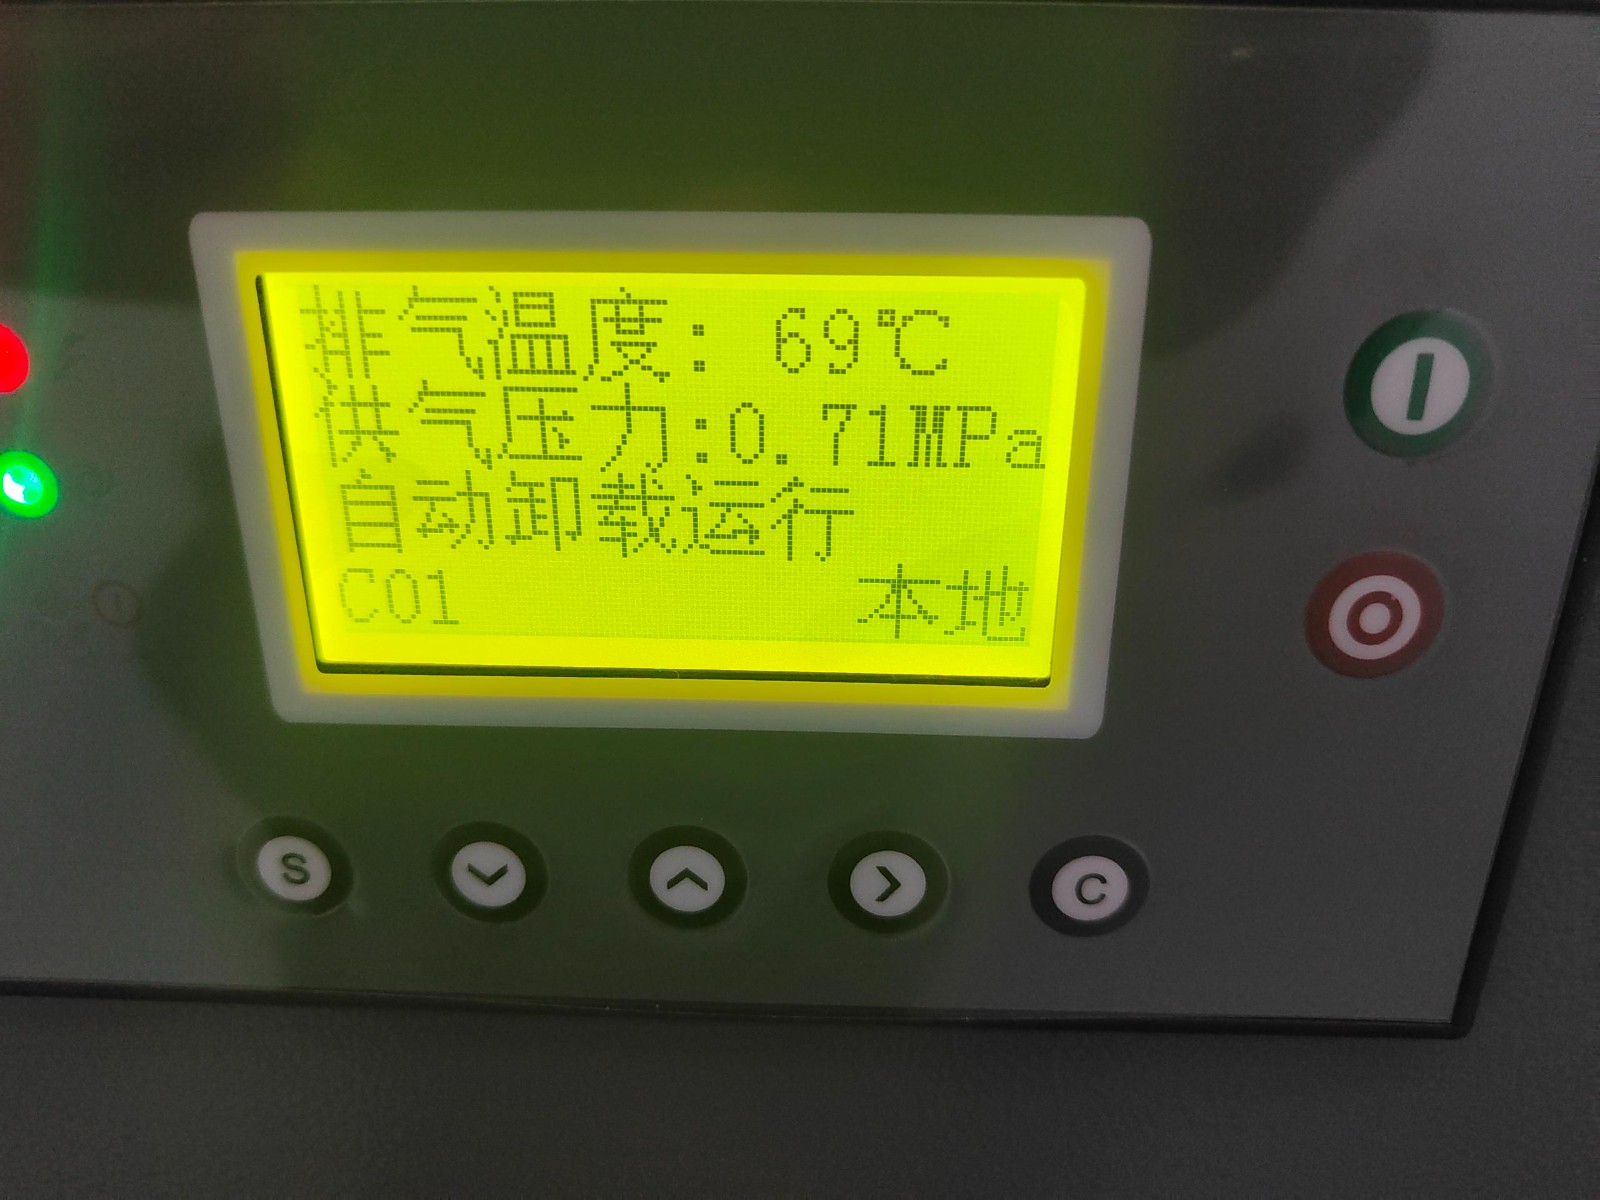 排气温度: 69℃
供气压力:0.71MPa
自动卸载运行
C01 本地
S
C